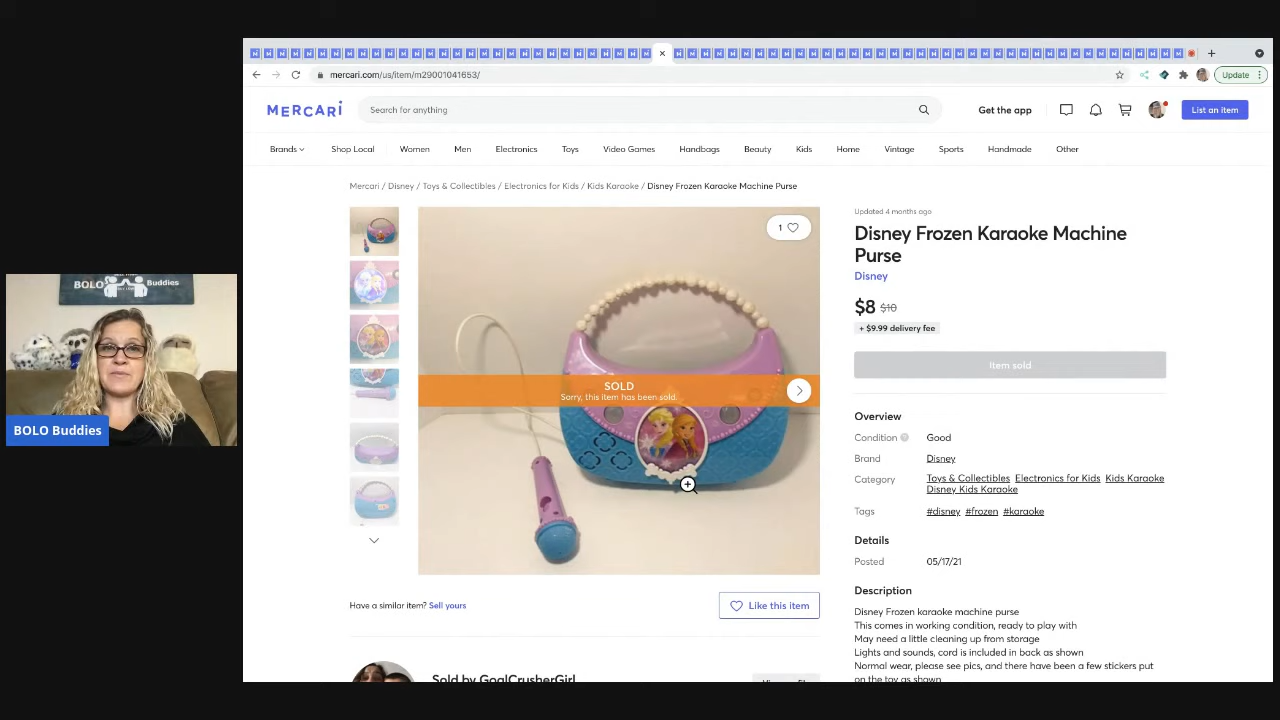 mercari.com/us/item/m29001041653/
Update
MERCARI
Search for anything
Get the app
List an item
Brands
Shop Local
Women
Men
Electronics
Toys
Video Games
Handbags
Beauty
Kids
Home
Vintage
Sports
Handmade
Other
Mercari / Disney / Toys & Collectibles / Electronics for Kids / Kids Karaoke / Disney Frozen Karaoke Machine Purse
1
SOLD
Sorry, this item has been sold.
Have a similar item? Sell yours
Like this item
Sold by GoalCrusherGirl
Updated 4 months ago
Disney Frozen Karaoke Machine
Purse
Disney
$8 $10
+ $9.99 delivery fee
Item sold
Overview
Condition Good
Brand Disney
Category Toys & Collectibles Electronics for Kids Kids Karaoke
Disney Kids Karaoke
Tags #disney #frozen #karaoke
Details
Posted 05/17/21
Description
Disney Frozen karaoke machine purse
This comes in working condition, ready to play with
May need a little cleaning up from storage
Lights and sounds, cord is included in back as shown
Normal wear, please see pics, and there have been a few stickers put
on the toy as shown
BOLO Buddies
BOLO Buddies